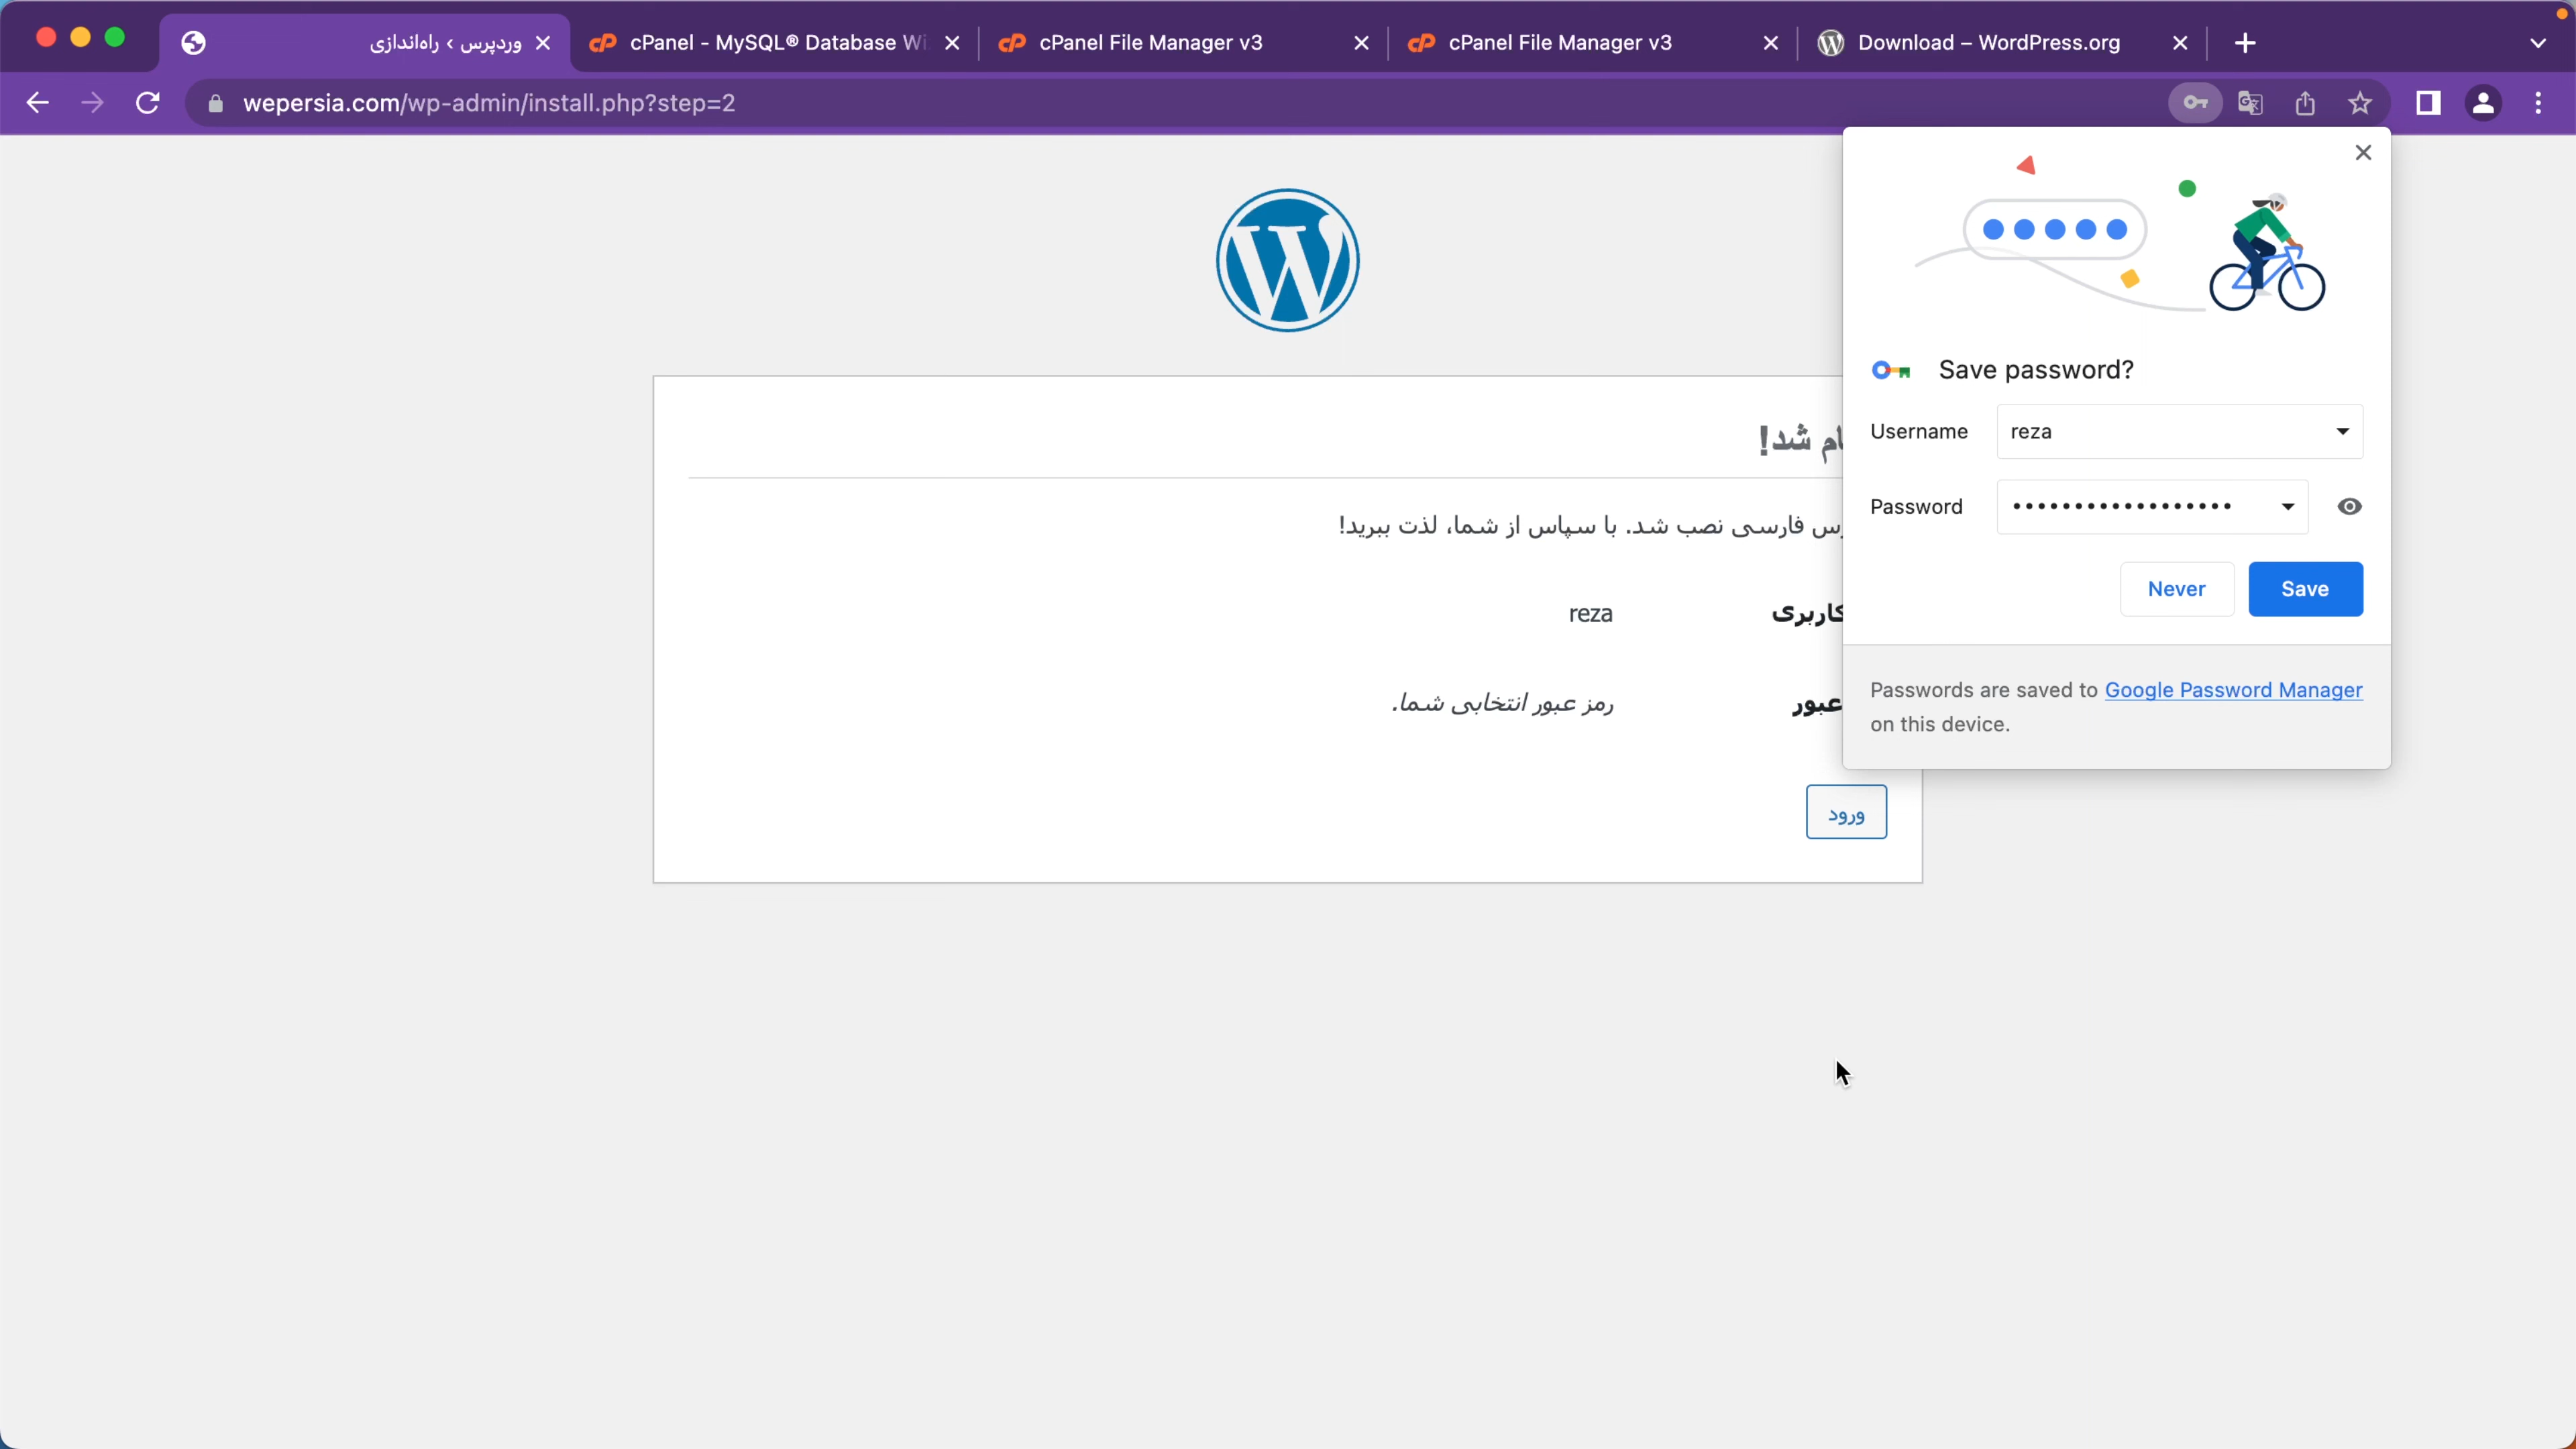 وردپرس › راه‌اندازی
cPanel - MySQL® Database Wi
cPanel File Manager v3
cPanel File Manager v3
Download – WordPress.org
wepersia.com/wp-admin/install.php?step=2
شد!
فارسی نصب شد. با سپاس از شما، لذت ببرید!
کاربری
reza
عبور
رمز عبور انتخابی شما.
ورود
Save password?
Username
reza
Password
•••••••••••••••••
Never
Save
Passwords are saved to Google Password Manager
on this device.